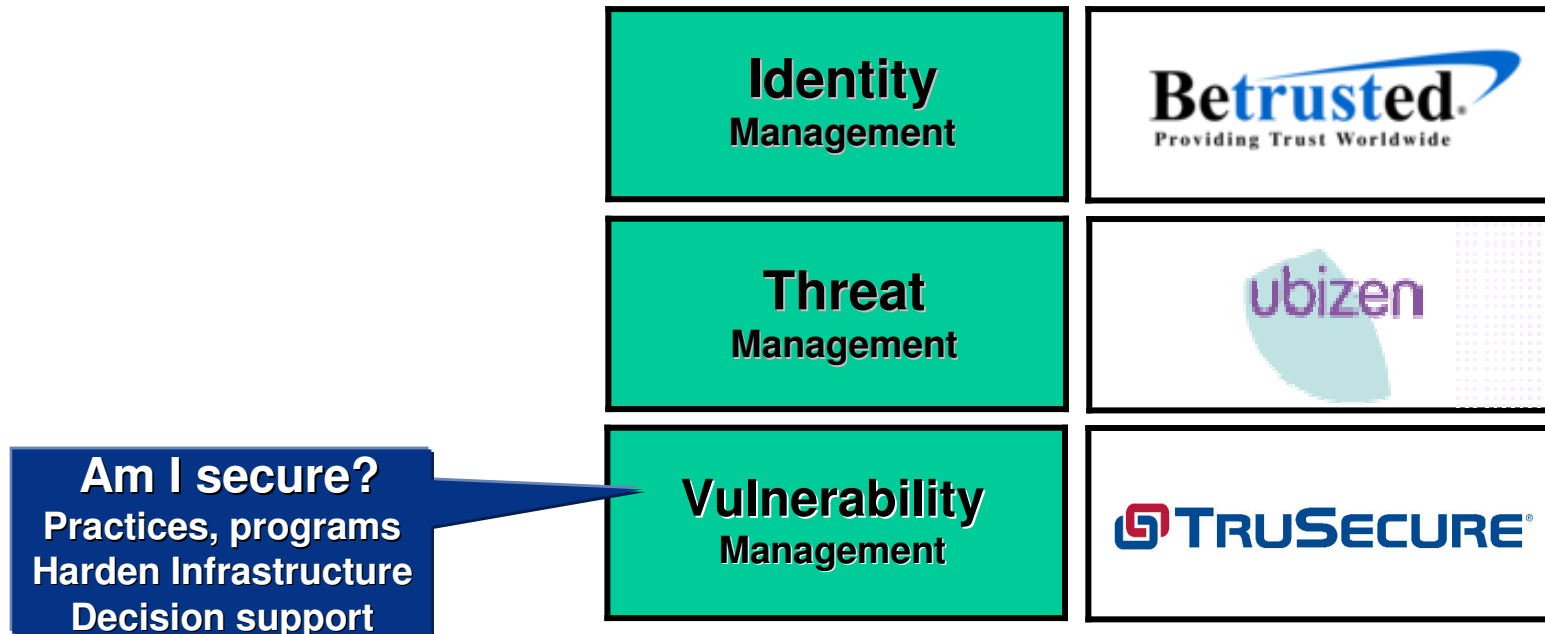 Identity
Management
Betrusted®
Providing Trust Worldwide
Threat
Management
ubizen
Am I secure?
Practices, programs
Harden Infrastructure
Decision support
Vulnerability
Management
TRUSECURE®